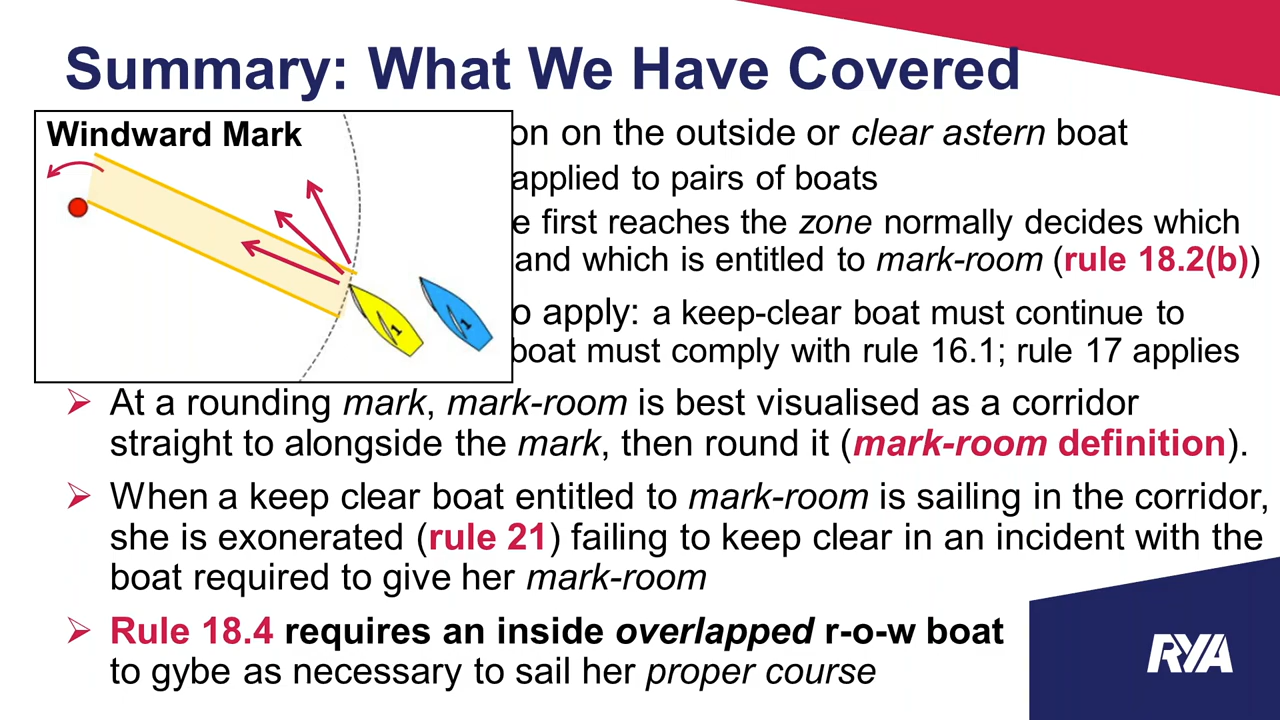 Summary: What We Have Covered
Windward Mark
on on the outside or clear astern boat
applied to pairs of boats
e first reaches the zone normally decides which
and which is entitled to mark-room (rule 18.2(b))
o apply: a keep-clear boat must continue to
boat must comply with rule 16.1; rule 17 applies
1
1
➢ At a rounding mark, mark-room is best visualised as a corridor
straight to alongside the mark, then round it (mark-room definition).
➢ When a keep clear boat entitled to mark-room is sailing in the corridor,
she is exonerated (rule 21) failing to keep clear in an incident with the
boat required to give her mark-room
➢ Rule 18.4 requires an inside overlapped r-o-w boat
to gybe as necessary to sail her proper course
RYA